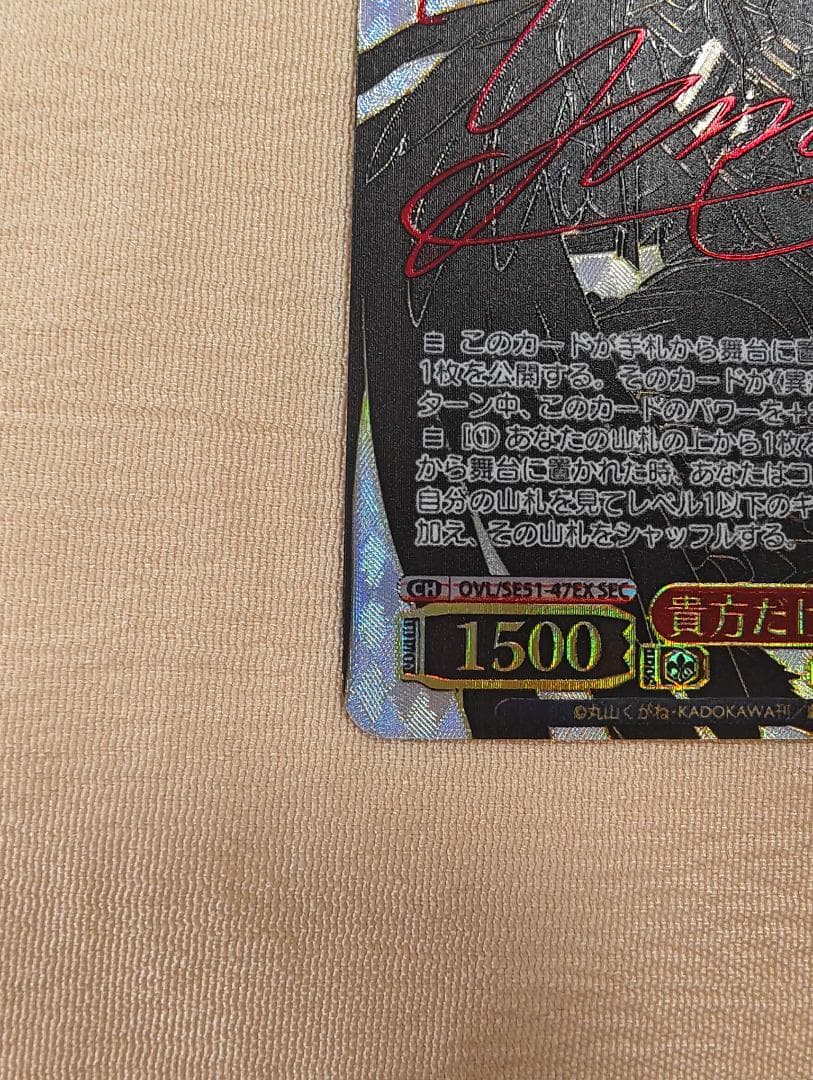 このカードが手札から舞台に置
1枚を公開する。そのカードが《異
ターン中、このカードのパワーを＋
[① あなたの山札の上から1枚を
から舞台に置かれた時、あなたはコ
自分の山札を見てレベル1以下のキ
加え、その山札をシャッフルする。
CH OVL/SE51-47EX SEC
貴方だけ
POWER 1500 SOUL
©丸山くがね・KADOKAWA刊／